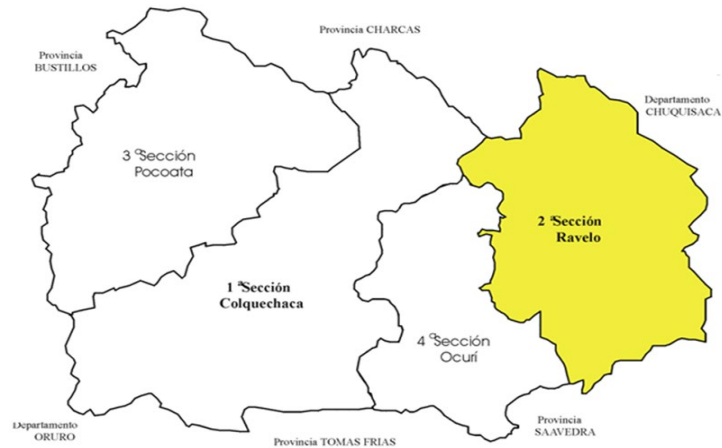 Provincia CHARCAS
Provincia
BUSTILLOS
Departamento
CHUQUISACA
3 ªSección
Pocoata
2 ªSección
Ravelo
1 ªSección
Colquechaca
4 ªSección
Ocurí
Departamento
ORURO
Provincia TOMAS FRIAS
Provincia
SAAVEDRA